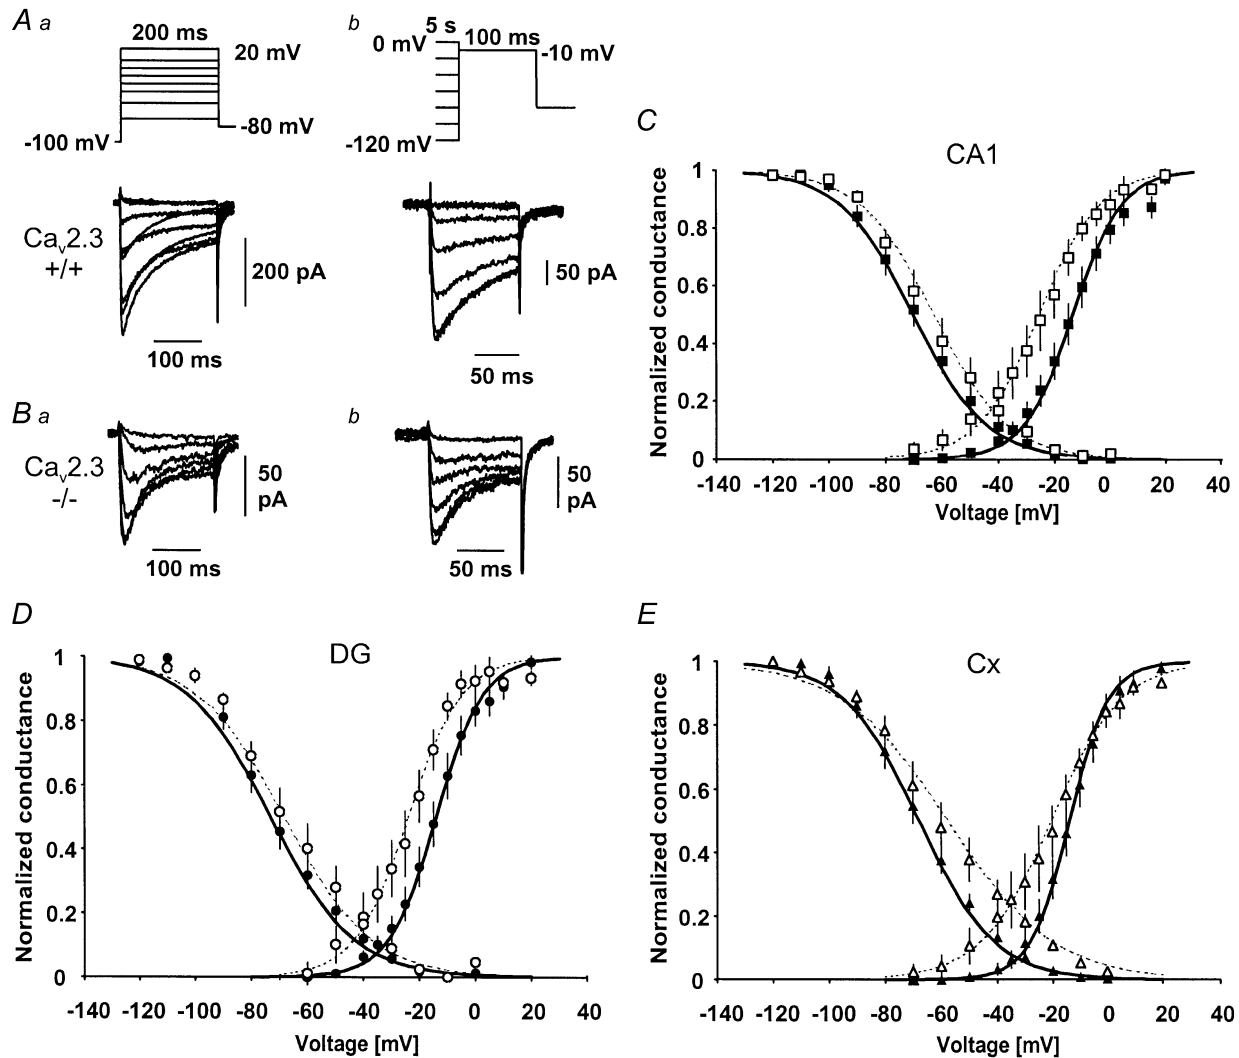 A a
200 ms
20 mV
-80 mV
-100 mV
b
5 s
0 mV
100 ms
-10 mV
-120 mV
Cav2.3
+/+
200 pA
100 ms
50 pA
50 ms
B a
Cav2.3
-/-
50
pA
100 ms
b
50
pA
50 ms
C
CA1
Normalized conductance
1
0.8
0.6
0.4
0.2
0
-140 -120 -100 -80 -60 -40 -20 0 20 40
Voltage [mV]
D
DG
Normalized conductance
1
0.8
0.6
0.4
0.2
0
-140 -120 -100 -80 -60 -40 -20 0 20 40
Voltage [mV]
E
Cx
Normalized conductance
1
0.8
0.6
0.4
0.2
0
-140 -120 -100 -80 -60 -40 -20 0 20 40
Voltage [mV]